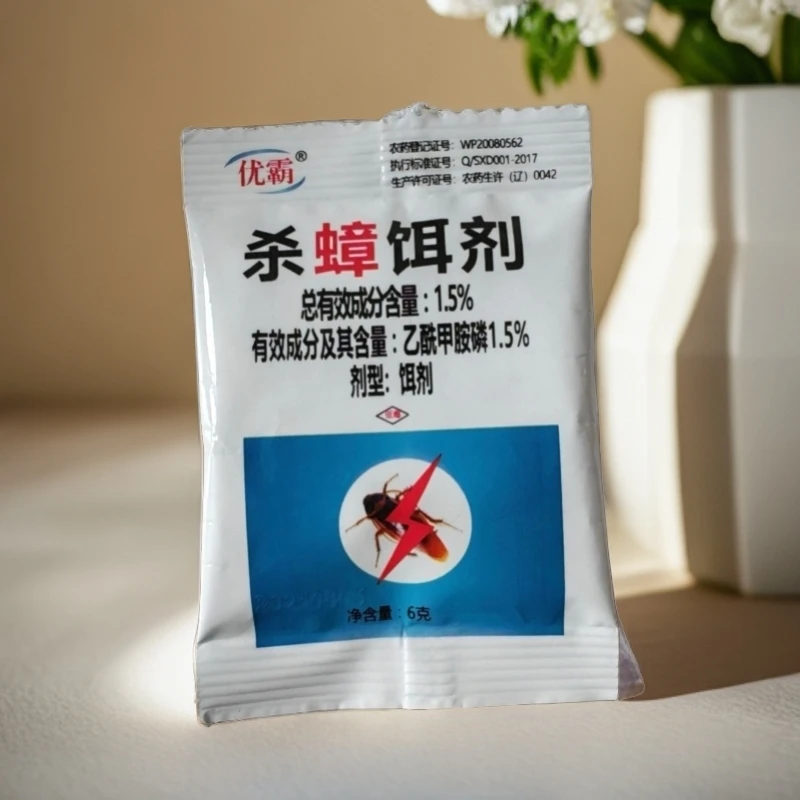 优霸®
农药登记证号：WP20080562
执行标准证号：Q/SXD001-2017
生产许可证号：农药生许（辽）0042
杀蟑饵剂
总有效成分含量：1.5%
有效成分及其含量：乙酰甲胺磷1.5%
剂型：饵剂
净含量：6克